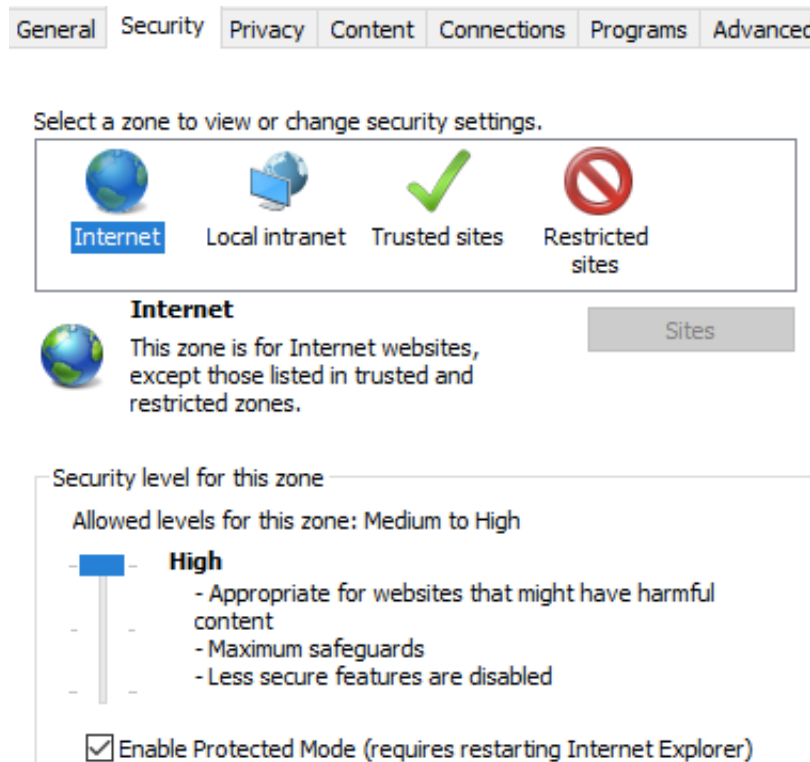 General Security Privacy Content Connections Programs Advanced
Select a zone to view or change security settings.
Internet Local intranet Trusted sites Restricted
sites
Internet
Sites
This zone is for Internet websites,
except those listed in trusted and
restricted zones.
Security level for this zone
Allowed levels for this zone: Medium to High
High
- Appropriate for websites that might have harmful
content
- Maximum safeguards
- Less secure features are disabled
Enable Protected Mode (requires restarting Internet Explorer)